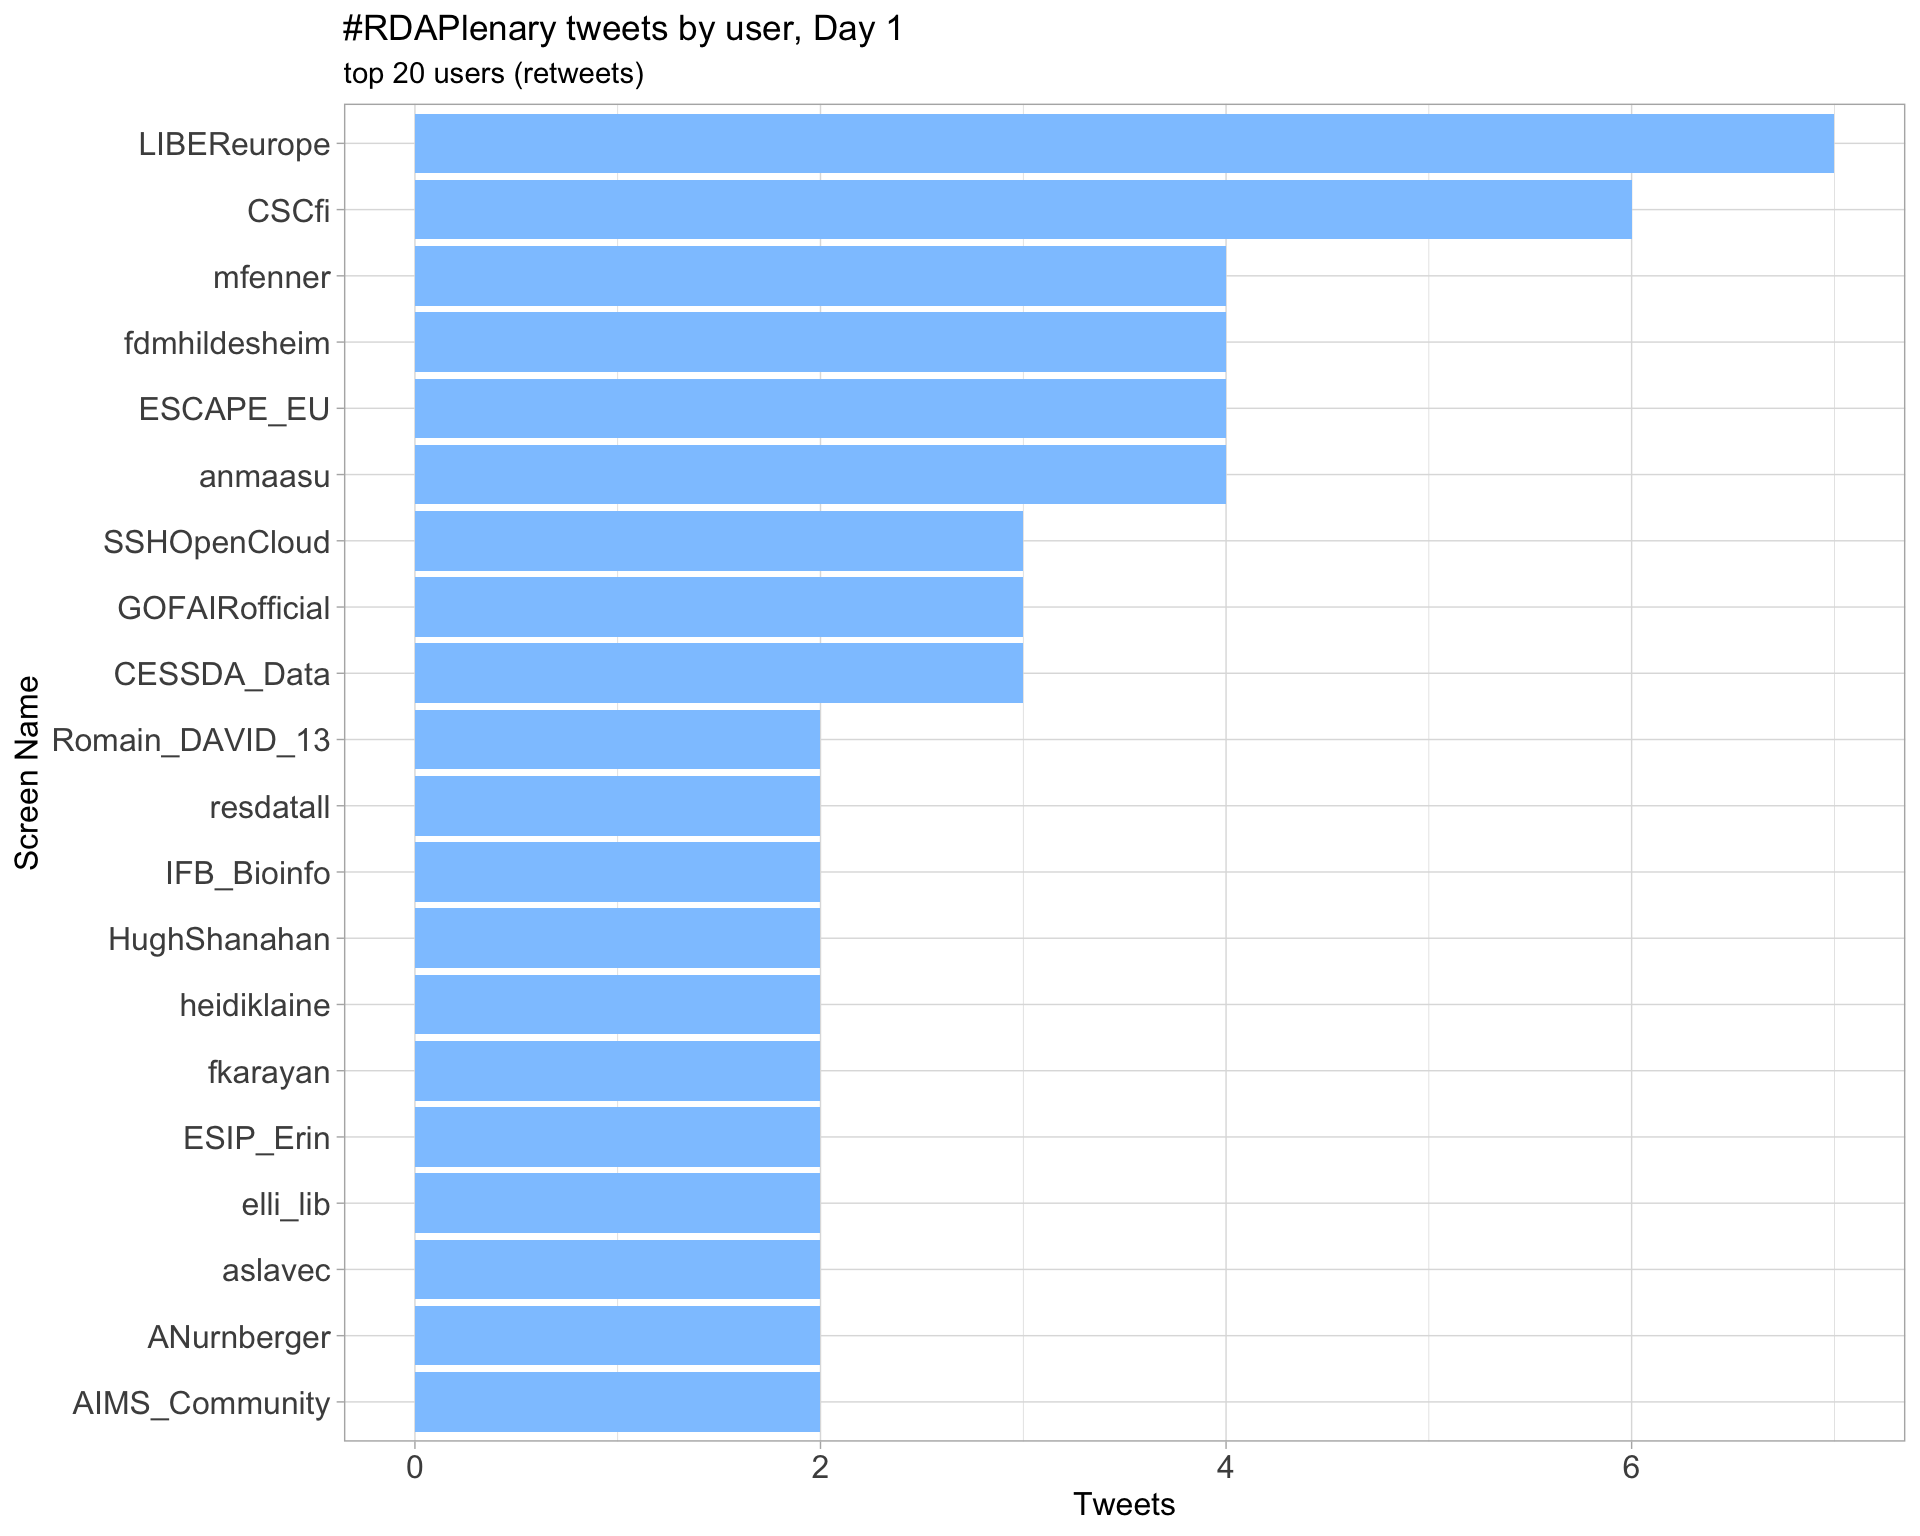 #RDAPlenary tweets by user, Day 1
top 20 users (retweets)
LIBEReurope
CSCfi
mfenner
fdmhildesheim
ESCAPE_EU
anmaasu
SSHOpenCloud
GOFAIRofficial
CESSDA_Data
Romain_DAVID_13
resdatall
IFB_Bioinfo
HughShanahan
heidiklaine
fkarayan
ESIP_Erin
elli_lib
aslavec
ANurnberger
AIMS_Community
Screen Name
0 2 4 6
Tweets